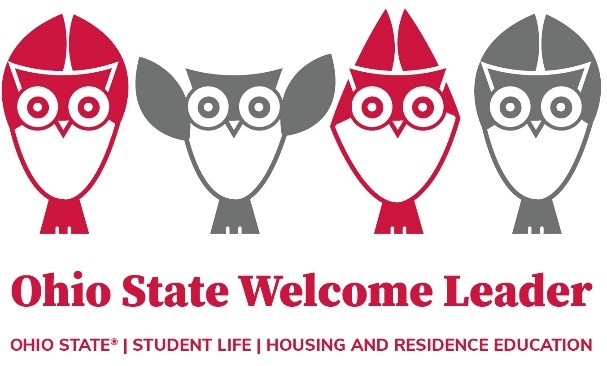 Ohio State Welcome Leader
OHIO STATE® | STUDENT LIFE | HOUSING AND RESIDENCE EDUCATION